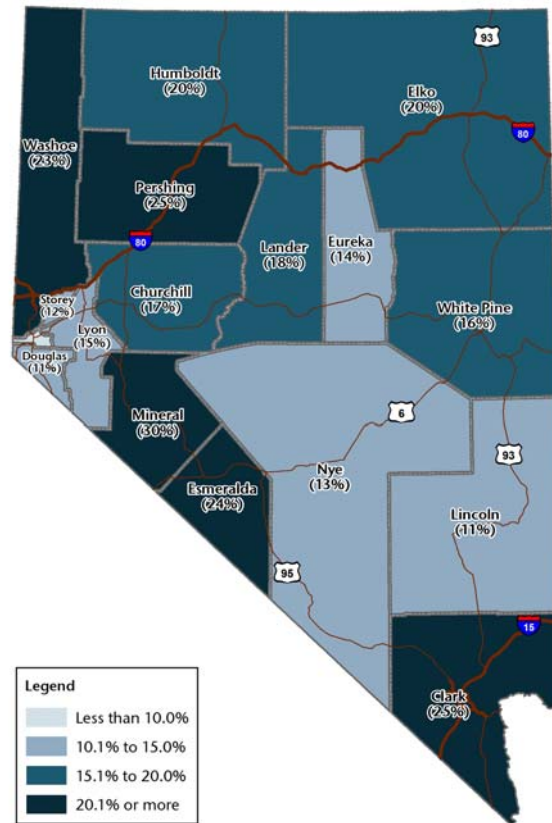 93
Humboldt
(20%)
Elko
(20%)
80
Washoe
(23%)
Pershing
(25%)
80
Lander
(18%)
Eureka
(14%)
Churchill
(17%)
White Pine
(16%)
Storey
(12%)
Lyon
(15%)
Douglas
(11%)
Mineral
(30%)
6
93
Nye
(13%)
Esmeralda
(24%)
Lincoln
(11%)
95
15
Clark
(25%)
Legend
Less than 10.0%
10.1% to 15.0%
15.1% to 20.0%
20.1% or more